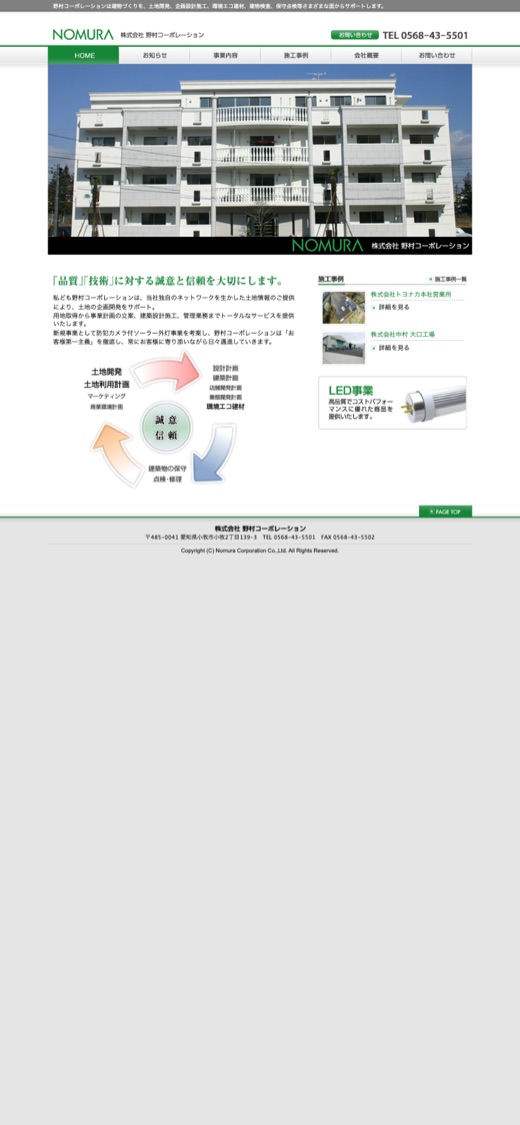 野村コーポレーションは建物づくりを、土地開発、企画設計施工、環境エコ建材、建物検査、保守点検等さまざまな面からサポートします。
NOMURA 株式会社 野村コーポレーション
お問い合わせ TEL 0568-43-5501
HOME お知らせ 事業内容 施工事例 会社概要 お問い合わせ
NOMURA 株式会社 野村コーポレーション
「品質」「技術」に対する誠意と信頼を大切にします。
私ども野村コーポレーションは、当社独自のネットワークを生かした土地情報のご提供
により、土地の企画開発をサポート。
用地取得から事業計画の立案、建築設計施工、管理業務までトータルなサービスを提供
いたします。
新規事業として防犯カメラ付ソーラー外灯事業を考案し、野村コーポレーションは「お
客様第一主義」を徹底し、常にお客様に寄り添いながら日々邁進していきます。
土地開発
土地利用計画
マーケティング
商業環境計画
設計計画
建築計画
店舗開発計画
業態開発計画
環境エコ建材
誠意
信頼
建築物の保守
点検・修理
施工事例
施工事例一覧
株式会社トヨナカ本社営業所
詳細を見る
株式会社中村 大口工場
詳細を見る
LED事業
高品質でコストパフォー
マンスに優れた商品を
提供いたします。
PAGE TOP
株式会社 野村コーポレーション
〒485-0041 愛知県小牧市小牧2丁目139-3 TEL 0568-43-5501 FAX 0568-43-5502
Copyright (C) Nomura Corporation Co.,Ltd. All Rights Reserved.